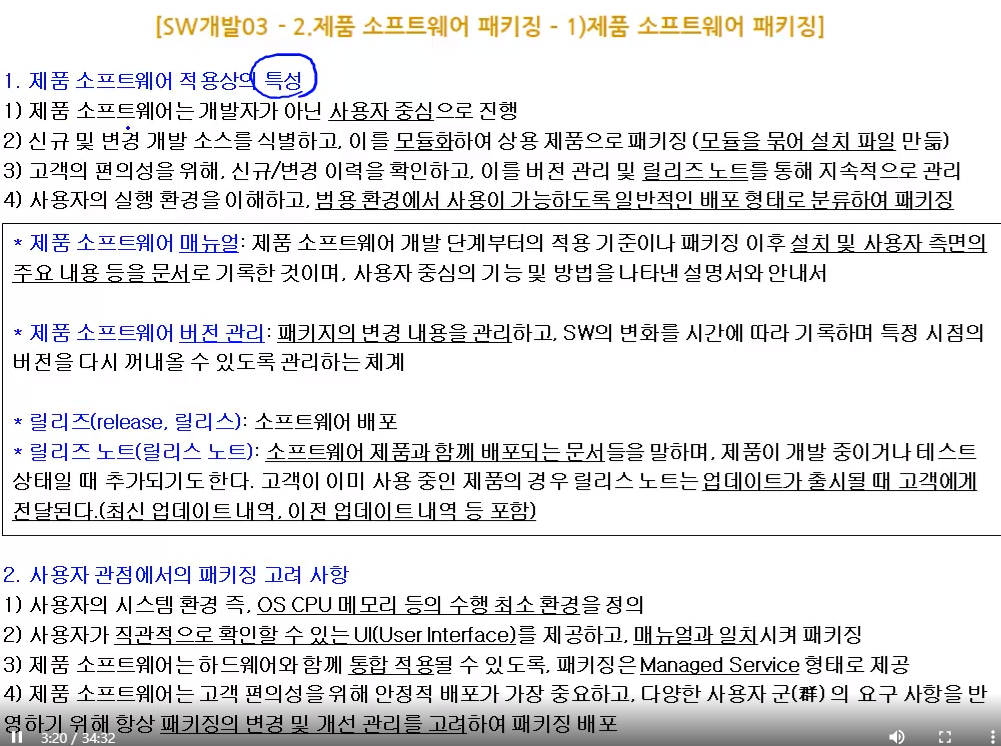 [SW개발03 - 2.제품 소프트웨어 패키징 - 1)제품 소프트웨어 패키징]
1. 제품 소프트웨어 적용상의 특성
1) 제품 소프트웨어는 개발자가 아닌 사용자 중심으로 진행
2) 신규 및 변경 개발 소스를 식별하고, 이를 모듈화하여 상용 제품으로 패키징 (모듈을 묶어 설치 파일 만듦)
3) 고객의 편의성을 위해, 신규/변경 이력을 확인하고, 이를 버전 관리 및 릴리즈 노트를 통해 지속적으로 관리
4) 사용자의 실행 환경을 이해하고, 범용 환경에서 사용이 가능하도록 일반적인 배포 형태로 분류하여 패키징
* 제품 소프트웨어 매뉴얼: 제품 소프트웨어 개발 단계부터의 적용 기준이나 패키징 이후 설치 및 사용자 측면의
주요 내용 등을 문서로 기록한 것이며, 사용자 중심의 기능 및 방법을 나타낸 설명서와 안내서
* 제품 소프트웨어 버전 관리: 패키지의 변경 내용을 관리하고, SW의 변화를 시간에 따라 기록하며 특정 시점의
버전을 다시 꺼내올 수 있도록 관리하는 체계
* 릴리즈(release, 릴리스): 소프트웨어 배포
* 릴리즈 노트(릴리스 노트): 소프트웨어 제품과 함께 배포되는 문서들을 말하며, 제품이 개발 중이거나 테스트
상태일 때 추가되기도 한다. 고객이 이미 사용 중인 제품의 경우 릴리스 노트는 업데이트가 출시될 때 고객에게
전달된다.(최신 업데이트 내역, 이전 업데이트 내역 등 포함)
2. 사용자 관점에서의 패키징 고려 사항
1) 사용자의 시스템 환경 즉, OS CPU 메모리 등의 수행 최소 환경을 정의
2) 사용자가 직관적으로 확인할 수 있는 UI(User Interface)를 제공하고, 매뉴얼과 일치시켜 패키징
3) 제품 소프트웨어는 하드웨어와 함께 통합 적용될 수 있도록, 패키징은 Managed Service 형태로 제공
4) 제품 소프트웨어는 고객 편의성을 위해 안정적 배포가 가장 중요하고, 다양한 사용자 군(群) 의 요구 사항을 반
영하기 위해 항상 패키징의 변경 및 개선 관리를 고려하여 패키징 배포
3:20 / 34:32